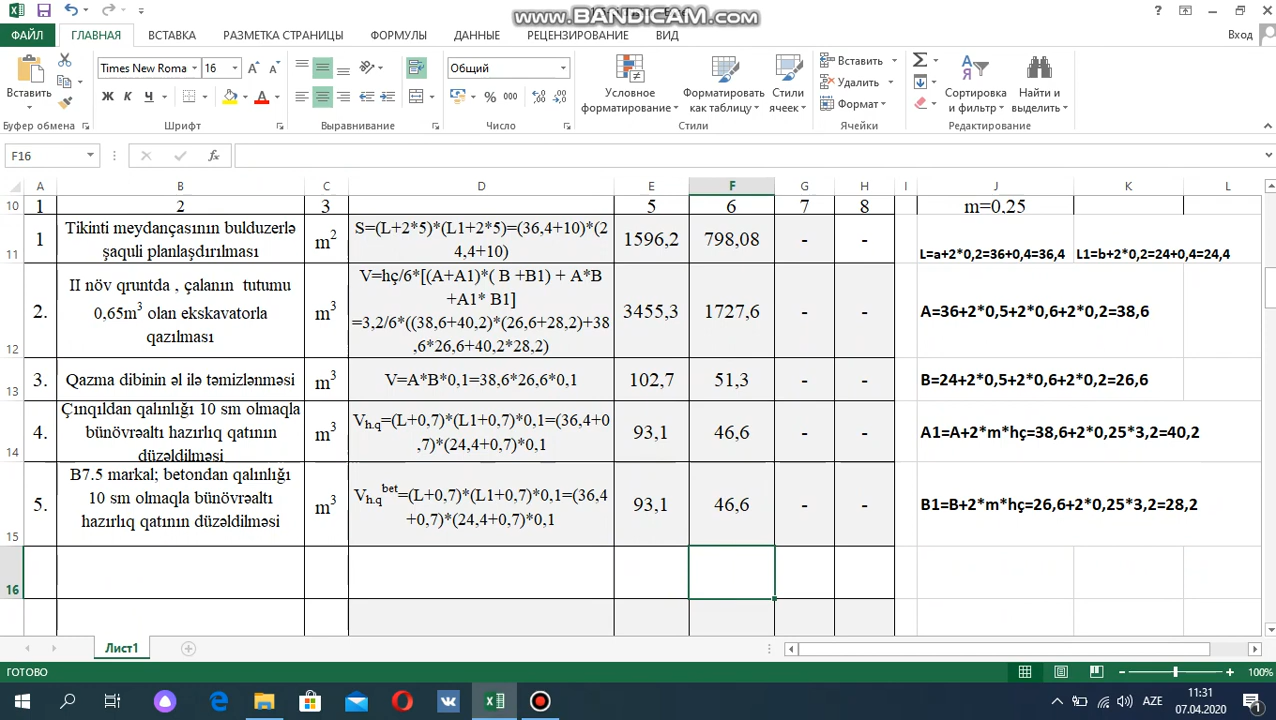 www.BANDICAM.com
Вход
ФАЙЛ ГЛАВНАЯ ВСТАВКА РАЗМЕТКА СТРАНИЦЫ ФОРМУЛЫ ДАННЫЕ РЕЦЕНЗИРОВАНИЕ ВИД
Вставить
Times New Roma 15
Ж К Ч
Общий
% 000
Условное форматирование
Форматировать как таблицу
Стили ячеек
Вставить
Удалить
Формат
Сортировка и фильтр
Найти и выделить
Буфер обмена Шрифт Выравнивание Число Стили Ячейки Редактирование
F16
A B C D E F G H I J K L
10 1 2 3 5 6 7 8 m=0,25
1 Tikinti meydançasının bulduzerlə
şaquli planlaşdırılması
m²
S=(L+2*5)*(L1+2*5)=(36,4+10)*(2
4,4+10)
1596,2 798,08 - -
11 L=a+2*0,2=36+0,4=36,4 L1=b+2*0,2=24+0,4=24,4
2. II növ qruntda , çalanın tutumu
0,65m³ olan ekskavatorla
qazılması
m³
V=hç/6*[(A+A1)*( B +B1) + A*B
+A1* B1]
=3,2/6*((38,6+40,2)*(26,6+28,2)+38
,6*26,6+40,2*28,2)
3455,3 1727,6 - -
A=36+2*0,5+2*0,6+2*0,2=38,6
12
3. Qazma dibinin əl ilə təmizlənməsi m³ V=A*B*0,1=38,6*26,6*0,1 102,7 51,3 - - B=24+2*0,5+2*0,6+2*0,2=26,6
13
4. Çınqıldan qalınlığı 10 sm olmaqla
bünövrəaltı hazırlıq qatının
düzəldilməsi
m³
Vh.q=(L+0,7)*(L1+0,7)*0,1=(36,4+0
,7)*(24,4+0,7)*0,1
93,1 46,6 - -
A1=A+2*m*hç=38,6+2*0,25*3,2=40,2
14
5. B7.5 markal; betondan qalınlığı
10 sm olmaqla bünövrəaltı
hazırlıq qatının düzəldilməsi
m³
Vh.qbet=(L+0,7)*(L1+0,7)*0,1=(36,4
+0,7)*(24,4+0,7)*0,1
93,1 46,6 - -
B1=B+2*m*hç=26,6+2*0,25*3,2=28,2
15
16
Лист1
ГОТОВО
100%
AZE
11:31
07.04.2020